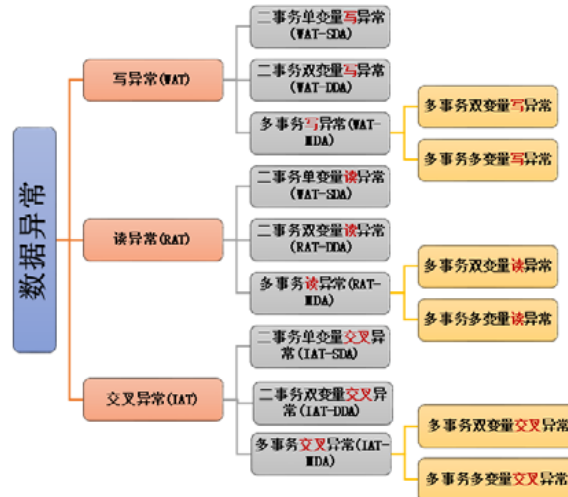 数据异常
写异常(WAT)
二事务单变量写异常
(WAT-SDA)
二事务双变量写异常
(WAT-DDA)
多事务写异常(WAT-
MDA)
多事务双变量写异常
多事务多变量写异常
读异常(RAT)
二事务单变量读异常
(WAT-SDA)
二事务双变量读异常
(RAT-DDA)
多事务读异常(RAT-
MDA)
多事务双变量读异常
多事务多变量读异常
交叉异常(IAT)
二事务单变量交叉异
常(IAT-SDA)
二事务双变量交叉异
常(IAT-DDA)
多事务交叉异常(IAT-
MDA)
多事务双变量交叉异常
多事务多变量交叉异常